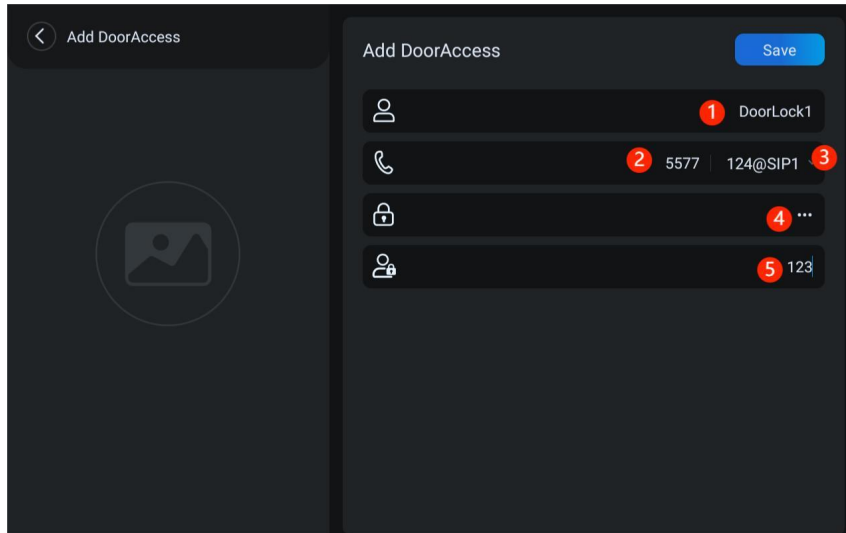 Add DoorAccess
Add DoorAccess Save
1 DoorLock1
2 5577 124@SIP1 3
4 •••
5 123